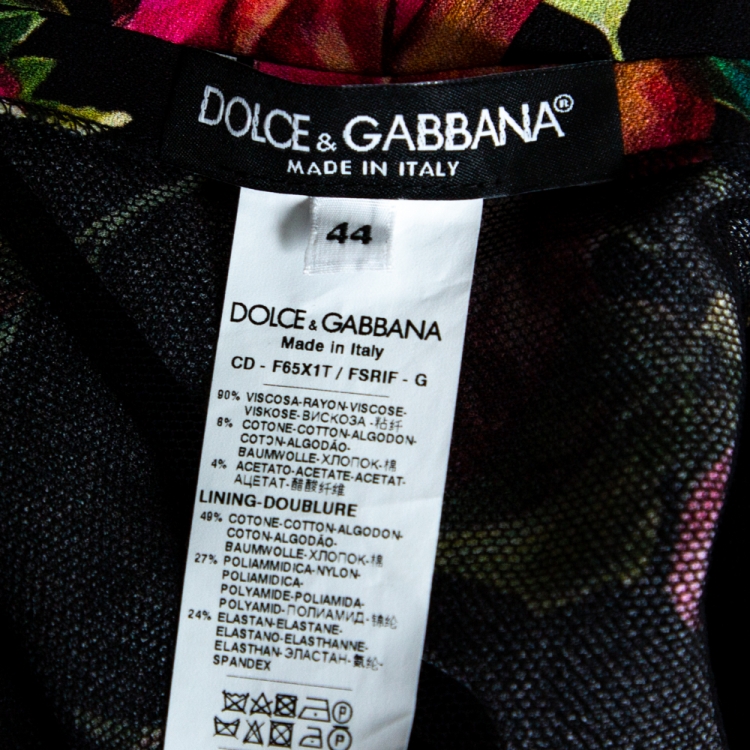 DOLCE & GABBANA®
MADE IN ITALY
44
DOLCE & GABBANA
Made in Italy
CD - F65X1T / FSRIF - G
90% VISCOSA-RAYON-VISCOSE-
VISKOSE-ВИСКОЗА -粘纤
6% COTONE-COTTON-ALGODON-
COTON-ALGODÃO-
BAUMWOLLE-ХЛОПОК-棉
4% ACETATO-ACETATE-ACETAT-
АЦЕТАТ-醋酸纤维
LINING-DOUBLURE
49% COTONE-COTTON-ALGODON-
COTON-ALGODÃO-
BAUMWOLLE-ХЛОПОК-棉
27% POLIAMMIDICA-NYLON-
POLIAMIDICA-
POLYAMIDE-POLIAMIDA-
POLYAMID-ПОЛИАМИД-锦纶
24% ELASTAN-ELASTANE-
ELASTANO-ELASTHANNE-
ELASTHAN-ЭЛАСТАН-氨纶-
SPANDEX
P
P